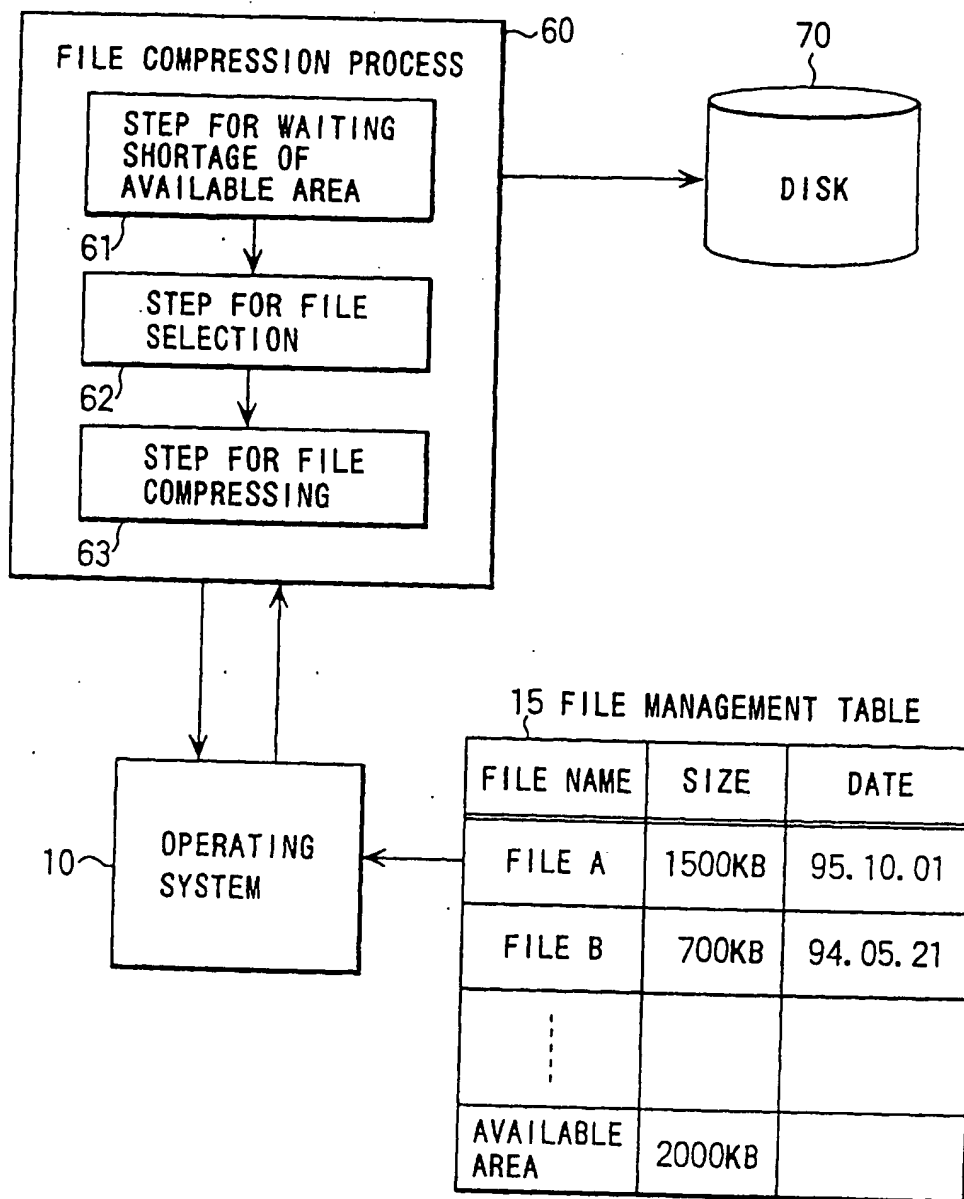 60
FILE COMPRESSION PROCESS
STEP FOR WAITING
SHORTAGE OF
AVAILABLE AREA
61
STEP FOR FILE
SELECTION
62
STEP FOR FILE
COMPRESSING
63
70
DISK
10
OPERATING
SYSTEM
15 FILE MANAGEMENT TABLE
FILE NAME SIZE DATE
FILE A 1500KB 95.10.01
FILE B 700KB 94.05.21
AVAILABLE
AREA
2000KB